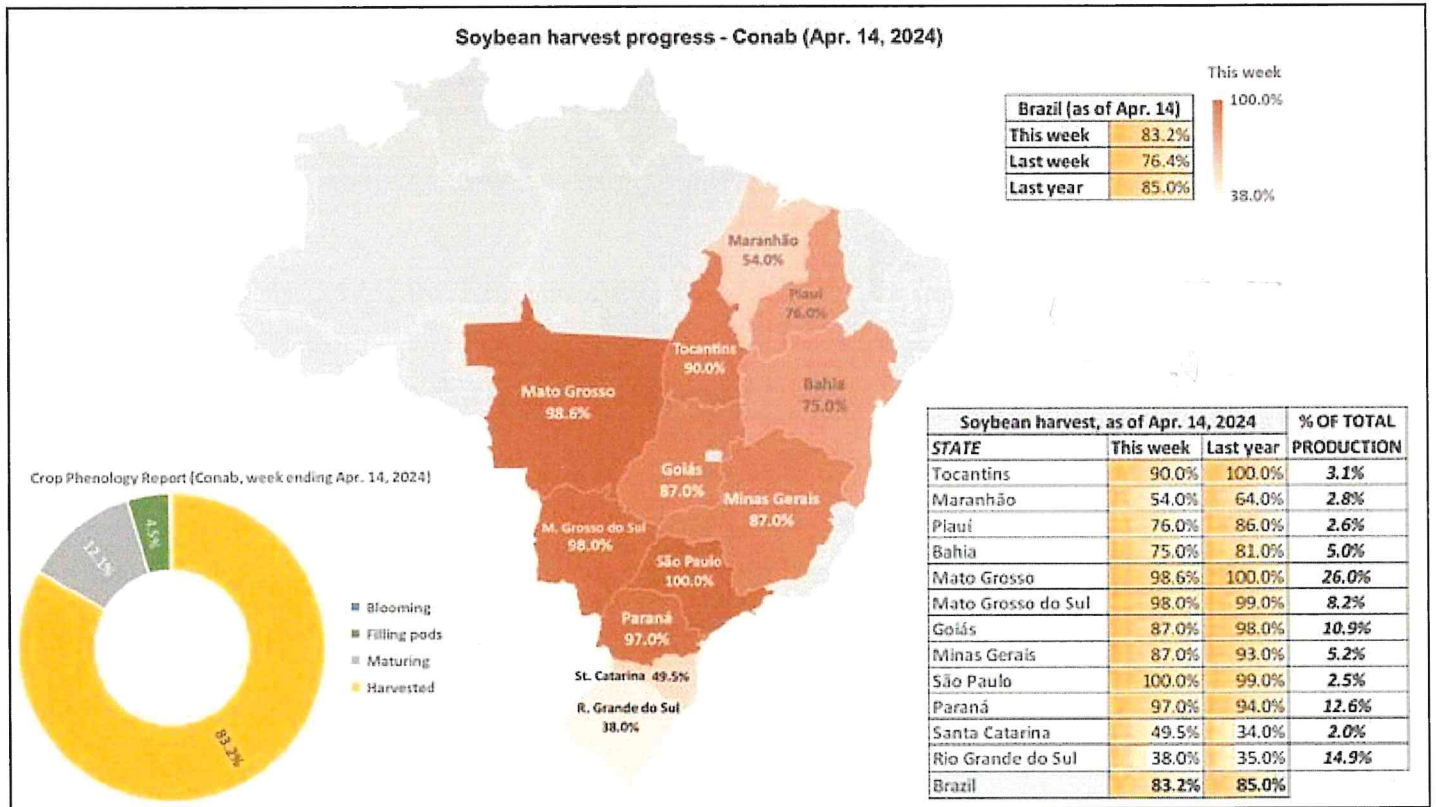 Soybean harvest progress - Conab (Apr. 14, 2024)
This week
100.0%
38.0%
Brazil (as of Apr. 14)
This week 83.2%
Last week 76.4%
Last year 85.0%
Maranhão
54.0%
Piauí
76.0%
Tocantins
90.0%
Bahia
75.0%
Mato Grosso
98.6%
Goiás
87.0%
Minas Gerais
87.0%
M. Grosso do Sul
98.0%
São Paulo
100.0%
Paraná
97.0%
St. Catarina 49.5%
R. Grande do Sul
38.0%
Crop Phenology Report (Conab, week ending Apr. 14, 2024)
4.5%
12.1%
83.2%
Blooming
Filling pods
Maturing
Harvested
Soybean harvest, as of Apr. 14, 2024 % OF TOTAL
STATE This week Last year PRODUCTION
Tocantins 90.0% 100.0% 3.1%
Maranhão 54.0% 64.0% 2.8%
Piauí 76.0% 86.0% 2.6%
Bahia 75.0% 81.0% 5.0%
Mato Grosso 98.6% 100.0% 26.0%
Mato Grosso do Sul 98.0% 99.0% 8.2%
Goiás 87.0% 98.0% 10.9%
Minas Gerais 87.0% 93.0% 5.2%
São Paulo 100.0% 99.0% 2.5%
Paraná 97.0% 94.0% 12.6%
Santa Catarina 49.5% 34.0% 2.0%
Rio Grande do Sul 38.0% 35.0% 14.9%
Brazil 83.2% 85.0%